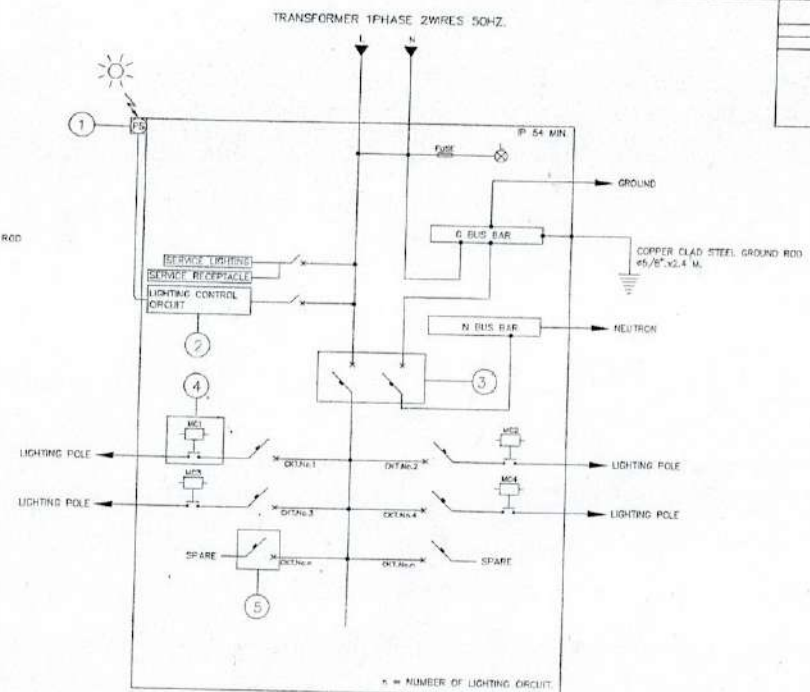 TRANSFORMER 1PHASE 2WIRES 50HZ.
L
N
1
PS
IP 54 MIN
FUSE
L
GROUND
ROD
G BUS BAR
SERVICE LIGHTING
SERVICE RECEPTACLE
COPPER CLAD STEEL GROUND ROD
ø5/8".x2.4 M.
LIGHTING CONTROL
CIRCUIT
N BUS BAR
NEUTRON
2
3
4
MC1
MC2
LIGHTING POLE
CKT.No.1
CKT.No.2
LIGHTING POLE
MC3
MC4
LIGHTING POLE
CKT.No.3
CKT.No.4
LIGHTING POLE
SPARE
CKT.No.n
CKT.No.n
SPARE
5
= NUMBER OF LIGHTING CIRCUIT.